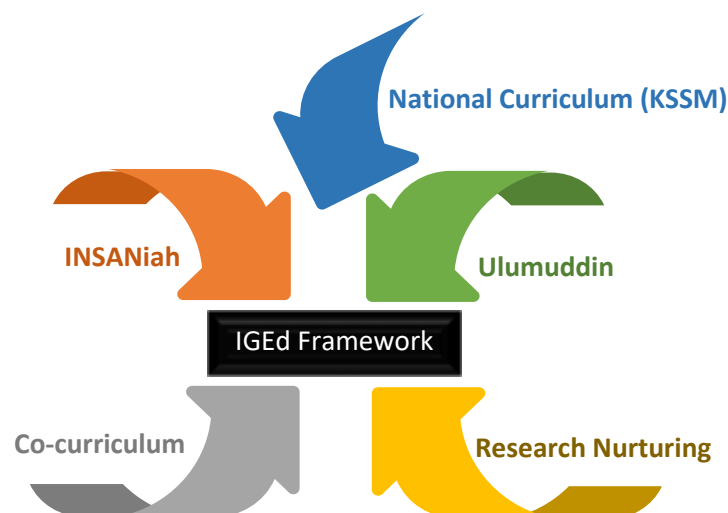 National Curriculum (KSSM)
INSANiah
Ulumuddin
IGEd Framework
Co-curriculum
Research Nurturing